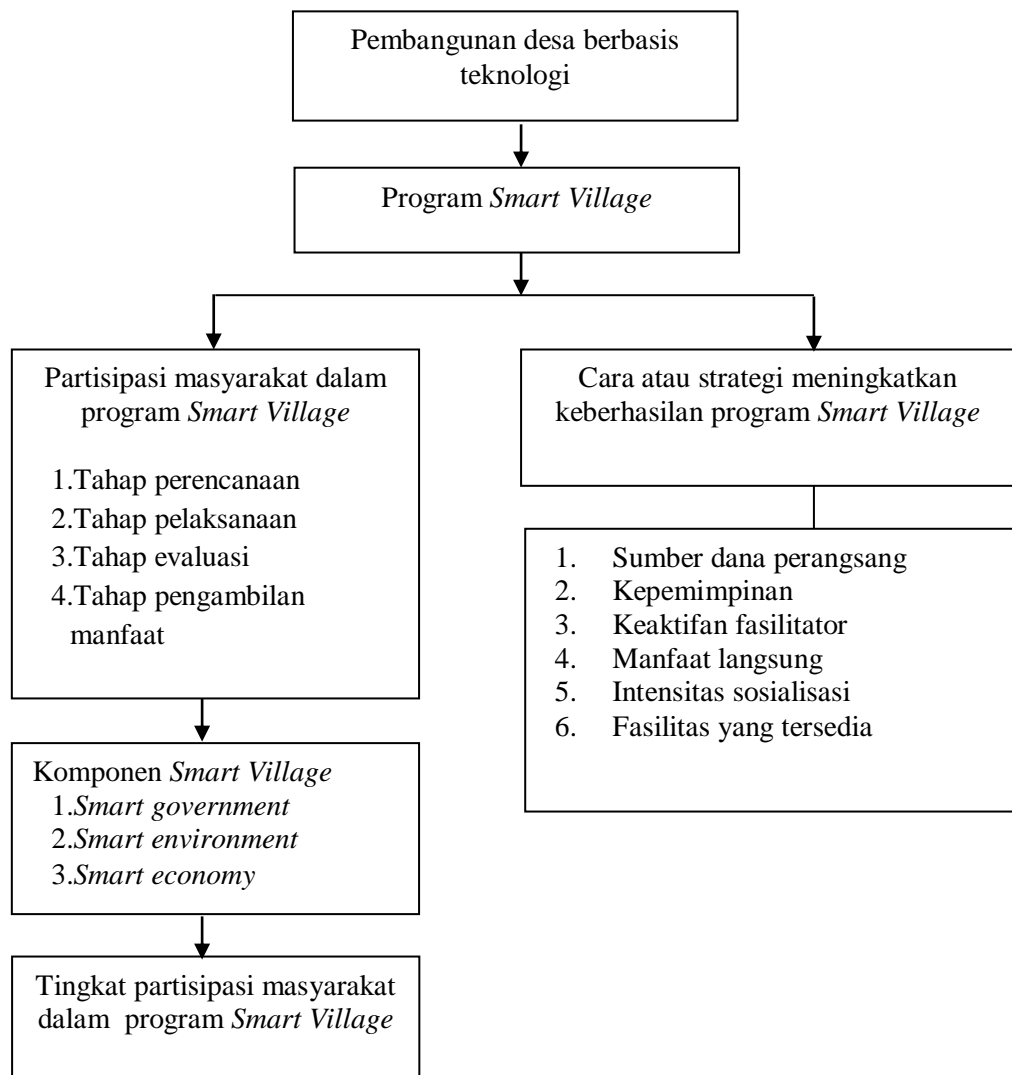 Pembangunan desa berbasis
teknologi
Program Smart Village
Partisipasi masyarakat dalam
program Smart Village
1.Tahap perencanaan
2.Tahap pelaksanaan
3.Tahap evaluasi
4.Tahap pengambilan
manfaat
Komponen Smart Village
1.Smart government
2.Smart environment
3.Smart economy
Tingkat partisipasi masyarakat
dalam program Smart Village
Cara atau strategi meningkatkan
keberhasilan program Smart Village
1. Sumber dana perangsang
2. Kepemimpinan
3. Keaktifan fasilitator
4. Manfaat langsung
5. Intensitas sosialisasi
6. Fasilitas yang tersedia